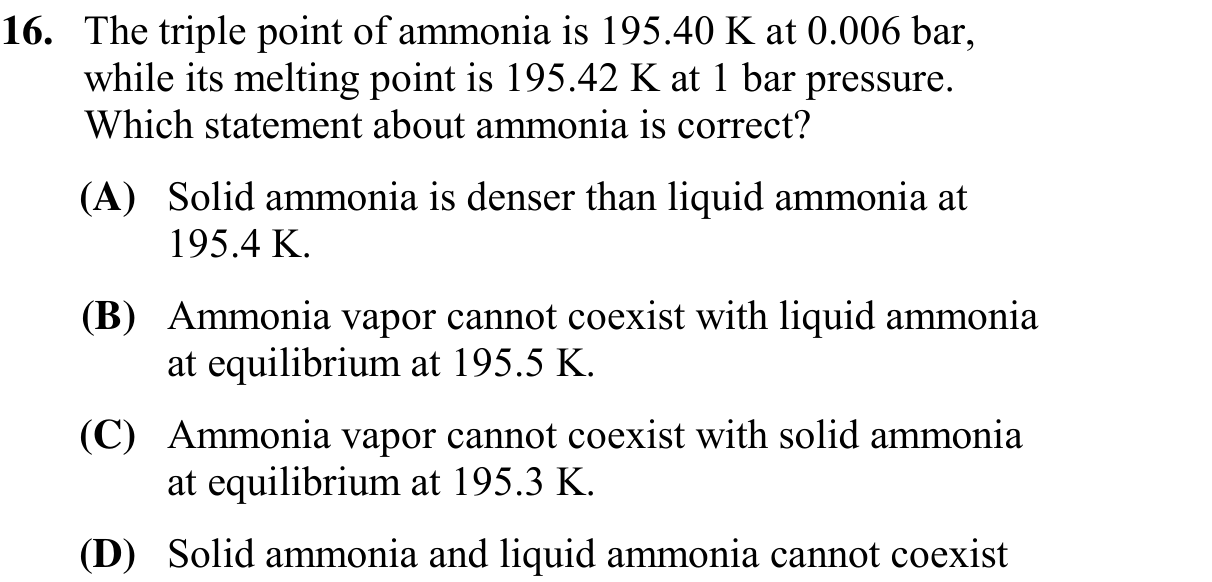 16. The triple point of ammonia is 195.40 K at 0.006 bar,
while its melting point is 195.42 K at 1 bar pressure.
Which statement about ammonia is correct?
(A) Solid ammonia is denser than liquid ammonia at
195.4 K.
(B) Ammonia vapor cannot coexist with liquid ammonia
at equilibrium at 195.5 K.
(C) Ammonia vapor cannot coexist with solid ammonia
at equilibrium at 195.3 K.
(D) Solid ammonia and liquid ammonia cannot coexist